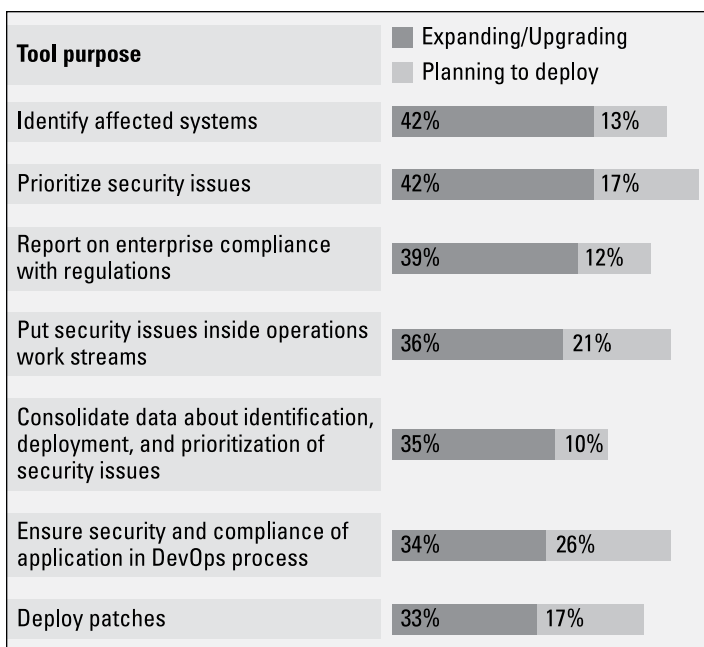 Tool purpose
Expanding/Upgrading
Planning to deploy
Identify affected systems
42% 13%
Prioritize security issues
42% 17%
Report on enterprise compliance
with regulations
39% 12%
Put security issues inside operations
work streams
36% 21%
Consolidate data about identification,
deployment, and prioritization of
security issues
35% 10%
Ensure security and compliance of
application in DevOps process
34% 26%
Deploy patches
33% 17%